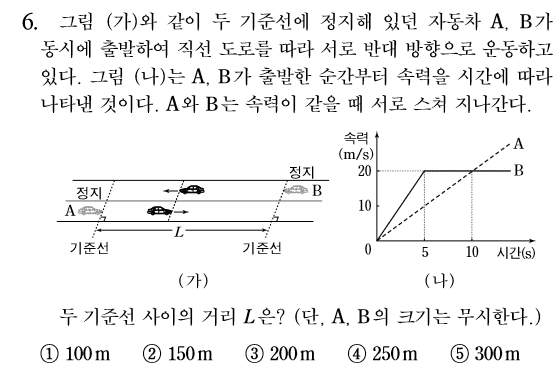 6. 그림 (가)와 같이 두 기준선에 정지해 있던 자동차 A, B가
동시에 출발하여 직선 도로를 따라 서로 반대 방향으로 운동하고
있다. 그림 (나)는 A, B가 출발한 순간부터 속력을 시간에 따라
나타낸 것이다. A와 B는 속력이 같을 때 서로 스쳐 지나간다.
정지
B
정지
A
L
기준선
기준선
(가)
속력
(m/s)
A
B
20
10
0
5
10
시간(s)
(나)
두 기준선 사이의 거리 L은? (단, A, B의 크기는 무시한다.)
① 100m ② 150m ③ 200m ④ 250m ⑤ 300m